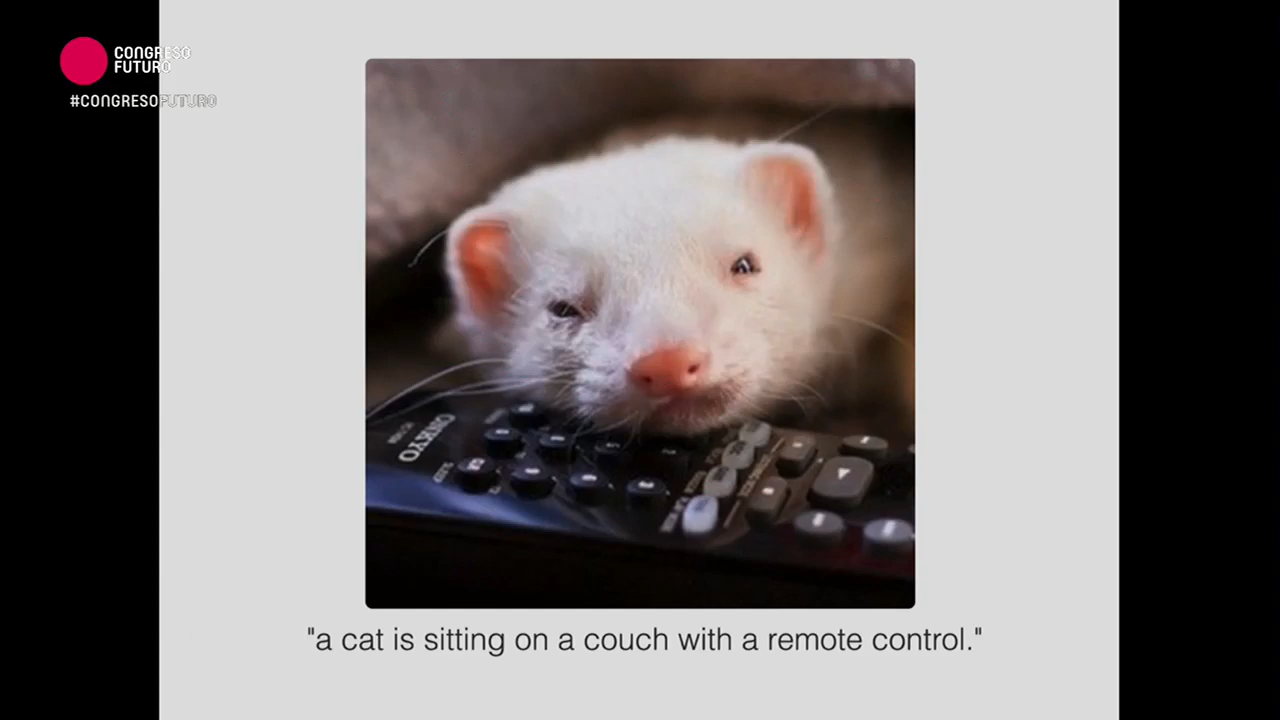 CONGRESO
FUTURO
#CONGRESOFUTURO
ONKYO
"a cat is sitting on a couch with a remote control."